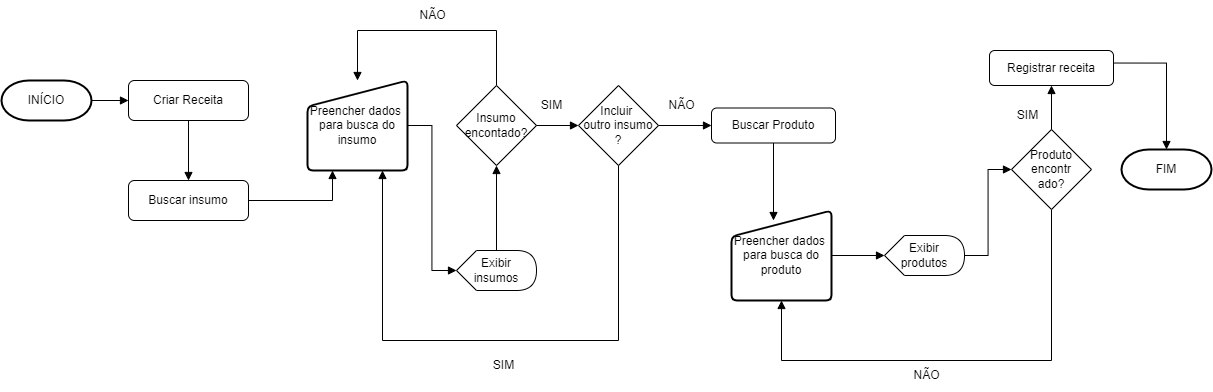 NÃO
INÍCIO
Criar Receita
Buscar insumo
Preencher dados
para busca do
insumo
Insumo
encontado?
SIM
Incluir
outro insumo
?
NÃO
Exibir
insumos
SIM
Buscar Produto
Preencher dados
para busca do
produto
Exibir
produtos
Produto
encontr
ado?
SIM
Registrar receita
FIM
NÃO